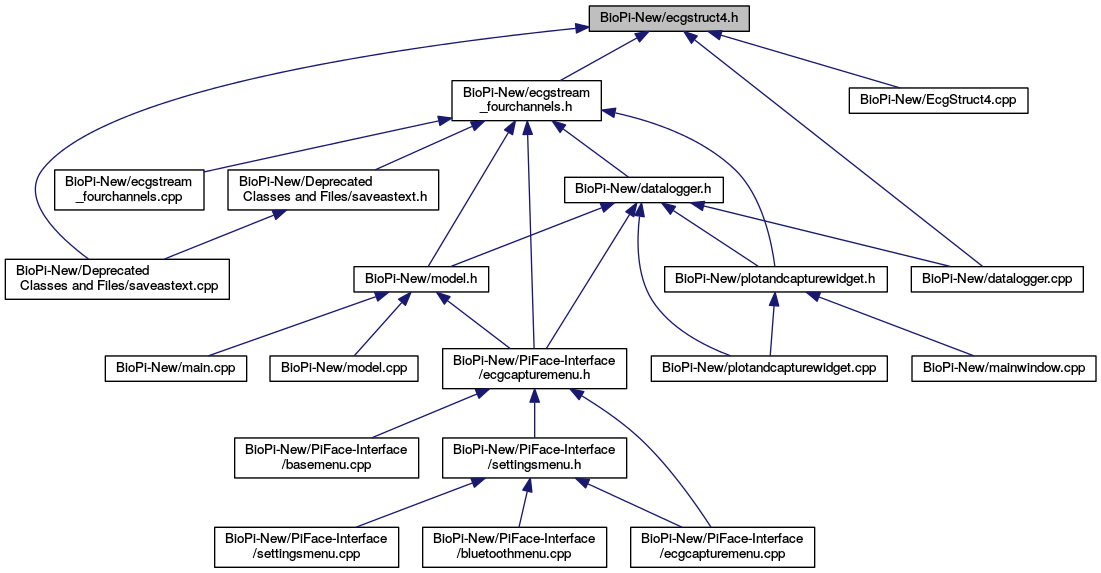 BioPi-New/ecgstruct4.h
BioPi-New/ecgstream
_fourchannels.h
BioPi-New/EcgStruct4.cpp
BioPi-New/ecgstream
_fourchannels.cpp
BioPi-New/Deprecated
Classes and Files/saveastext.h
BioPi-New/datalogger.h
BioPi-New/Deprecated
Classes and Files/saveastext.cpp
BioPi-New/model.h
BioPi-New/plotandcapturewidget.h
BioPi-New/datalogger.cpp
BioPi-New/main.cpp
BioPi-New/model.cpp
BioPi-New/PiFace-Interface
/ecgcapturemenu.h
BioPi-New/plotandcapturewidget.cpp
BioPi-New/mainwindow.cpp
BioPi-New/PiFace-Interface
/basemenu.cpp
BioPi-New/PiFace-Interface
/settingsmenu.h
BioPi-New/PiFace-Interface
/settingsmenu.cpp
BioPi-New/PiFace-Interface
/bluetoothmenu.cpp
BioPi-New/PiFace-Interface
/ecgcapturemenu.cpp